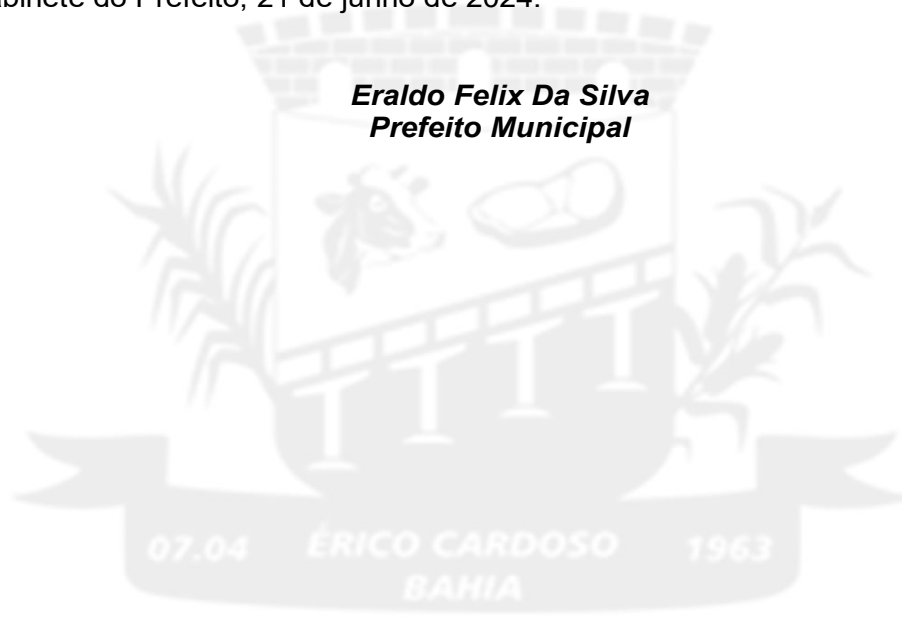 do Prefeito, 21 de junho de 2024.
Eraldo Felix Da Silva
Prefeito Municipal
07.04 ÉRICO CARDOSO 1963
BAHIA